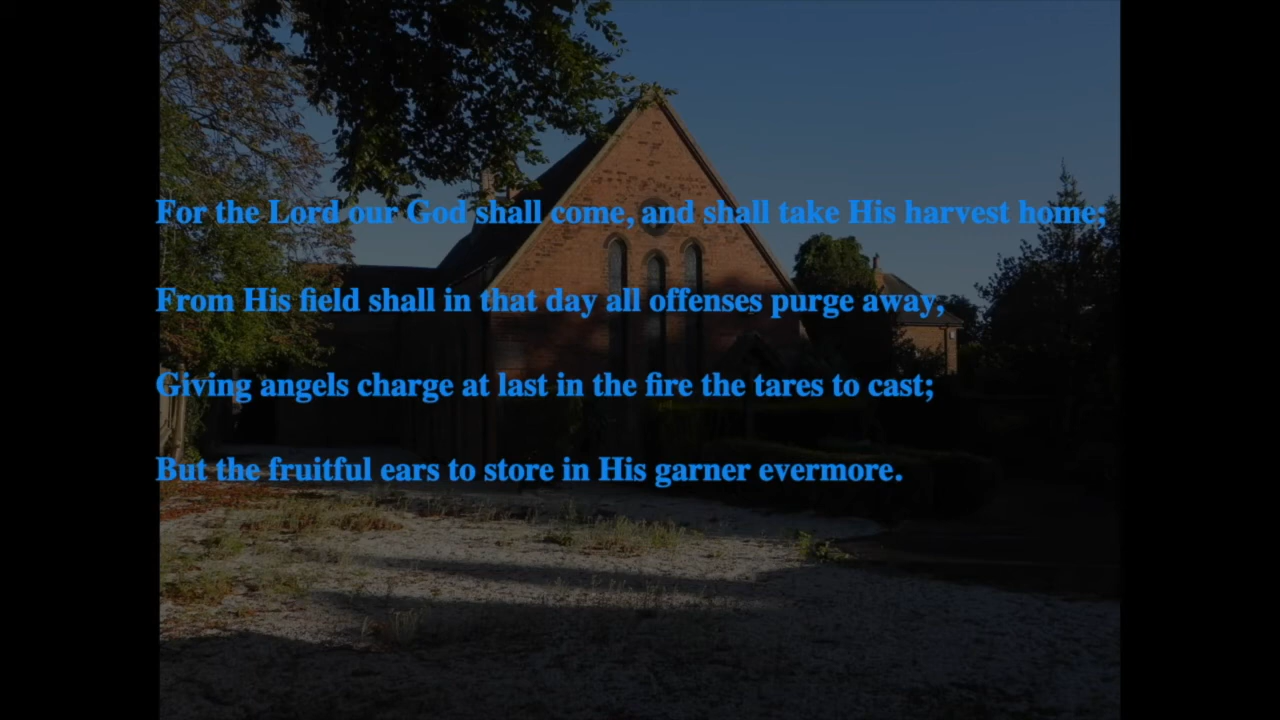 For the Lord our God shall come, and shall take His harvest home;
From His field shall in that day all offenses purge away,
Giving angels charge at last in the fire the tares to cast;
But the fruitful ears to store in His garner evermore.